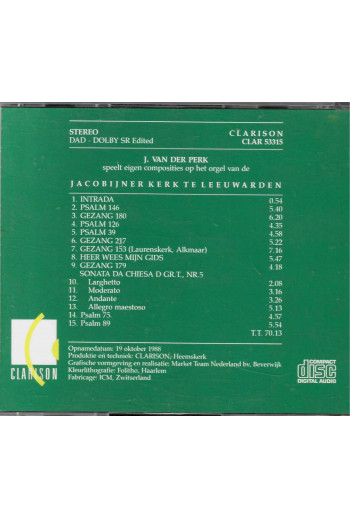 STEREO CLARISON
DAD - DOLBY SR Edited CLAR 53315
J. VAN DER PERK
speelt eigen composities op het orgel van de
JACOBIJNER KERK TE LEEUWARDEN
1. INTRADA 0.54
2. PSALM 146 5.40
3. GEZANG 180 6.20
4. PSALM 126 4.35
5. PSALM 39 4.58
6. GEZANG 217 5.22
7. GEZANG 153 (Laurenskerk, Alkmaar) 7.16
8. HEER WEES MIJN GIDS 5.47
9. GEZANG 179 4.18
SONATA DA CHIESA D GR.T., NR.5
10. Larghetto 2.08
11. Moderato 3.16
12. Andante 3.26
13. Allegro maestoso 5.13
14. Psalm 75 4.57
15. Psalm 89 5.54
T.T. 70.13
Opnamedatum: 19 oktober 1988
Produktie en techniek: CLARISON; Heemskerk
Grafische vormgeving en realisatie: Market Team Nederland bv, Beverwijk
Kleurlithografie: Folitho, Haarlem
Fabricage: ICM, Zwitserland
CLARISON
COMPACT
disc
DIGITAL AUDIO